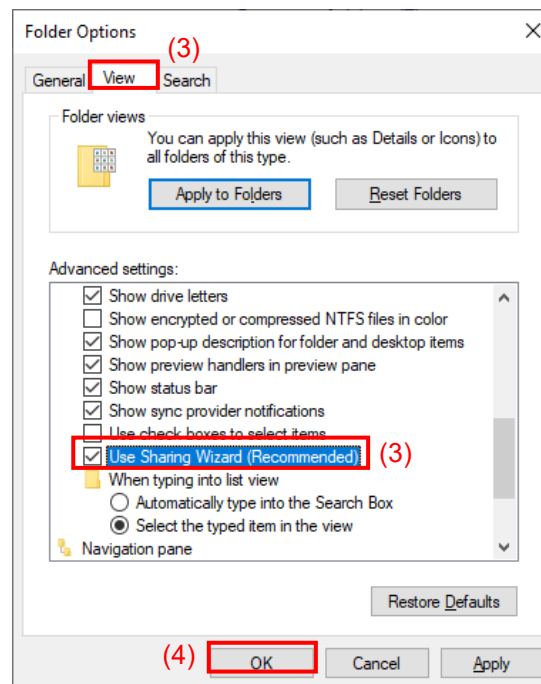 Folder Options
(3)
General View Search
Folder views
You can apply this view (such as Details or Icons) to
all folders of this type.
Apply to Folders Reset Folders
Advanced settings:
Show drive letters
Show encrypted or compressed NTFS files in color
Show pop-up description for folder and desktop items
Show preview handlers in preview pane
Show status bar
Show sync provider notifications
Use check boxes to select items
Use Sharing Wizard (Recommended) (3)
When typing into list view
Automatically type into the Search Box
Select the typed item in the view
Navigation pane
Restore Defaults
(4) OK Cancel Apply